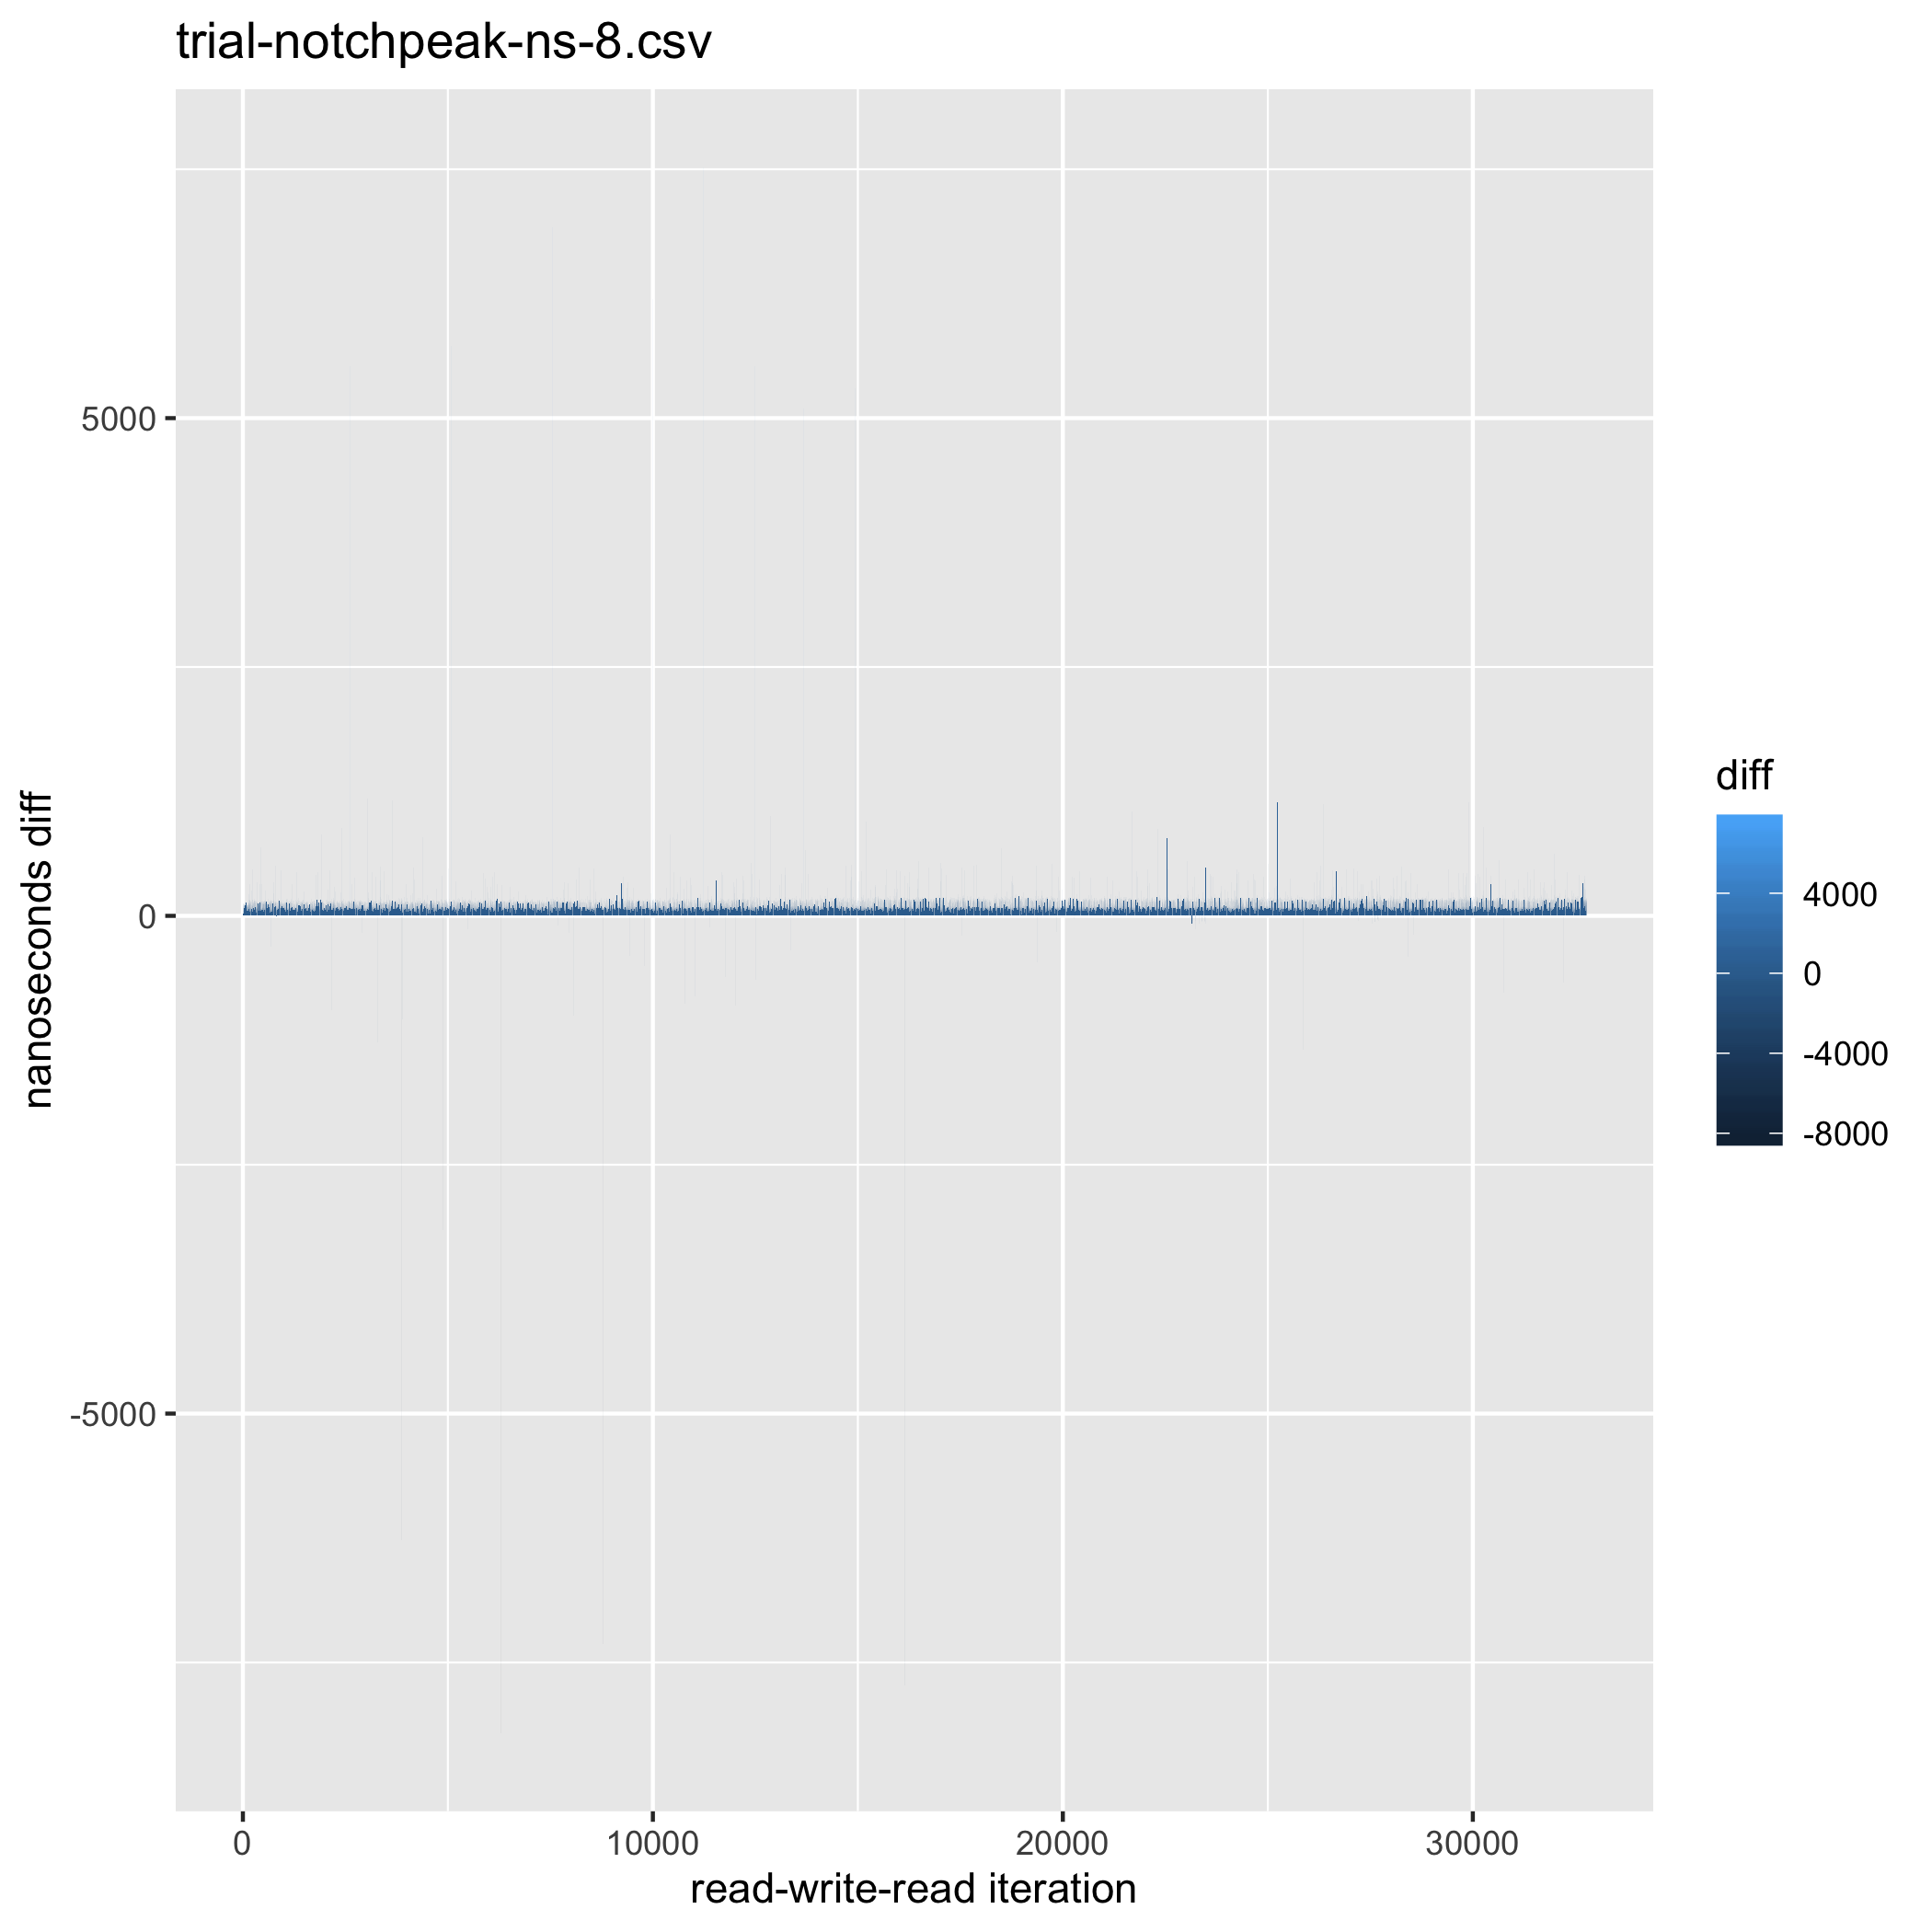 trial-notchpeak-ns-8.csv
nanoseconds diff
5000
0
-5000
0
10000
20000
30000
read-write-read iteration
diff
4000
0
-4000
-8000